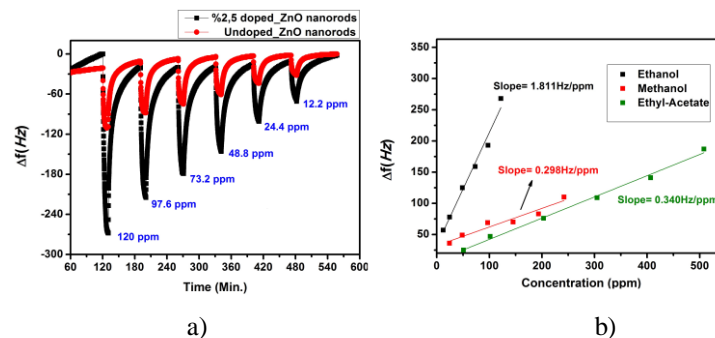 %2,5 doped_ZnO nanorods
Undoped_ZnO nanorods
0
-60
-120
-180
-240
-300
Δf(Hz)
12.2 ppm
24.4 ppm
48.8 ppm
73.2 ppm
97.6 ppm
120 ppm
60 120 180 240 300 360 420 480 540 600
Time (Min.)
a)
b)
350
300
250
200
150
100
50
Δf(Hz)
Ethanol
Methanol
Ethyl-Acetate
Slope= 1.811Hz/ppm
Slope= 0.298Hz/ppm
Slope= 0.340Hz/ppm
0 100 200 300 400 500
Concentration (ppm)
b)